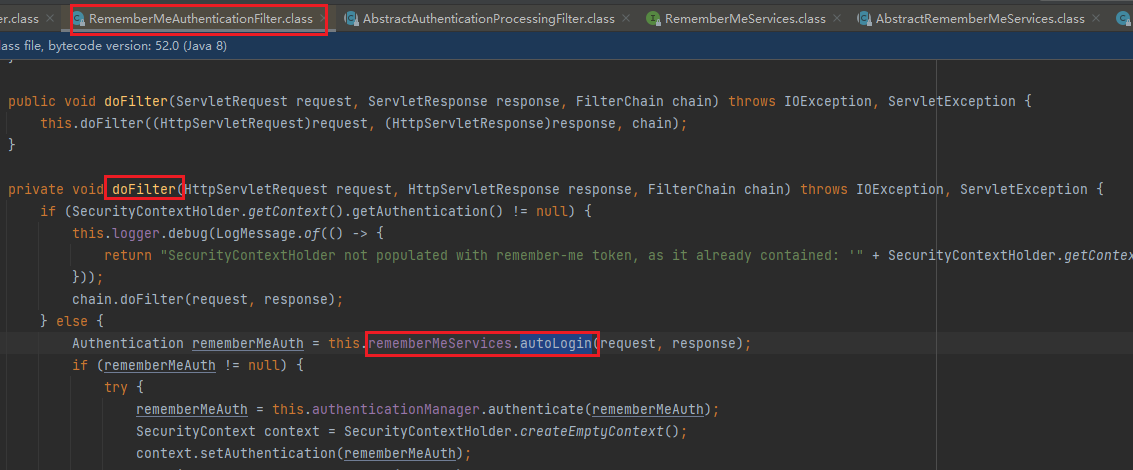 er.class × RememberMeAuthenticationFilter.class × AbstractAuthenticationProcessingFilter.class × RememberMeServices.class × AbstractRememberMeServices.class ×
lass file, bytecode version: 52.0 (Java 8)
}
public void doFilter(ServletRequest request, ServletResponse response, FilterChain chain) throws IOException, ServletException {
this.doFilter((HttpServletRequest)request, (HttpServletResponse)response, chain);
}
private void doFilter(HttpServletRequest request, HttpServletResponse response, FilterChain chain) throws IOException, ServletException {
if (SecurityContextHolder.getContext().getAuthentication() != null) {
this.logger.debug(LogMessage.of(() -> {
return "SecurityContextHolder not populated with remember-me token, as it already contained: '" + SecurityContextHolder.getContex
}));
chain.doFilter(request, response);
} else {
Authentication rememberMeAuth = this.rememberMeServices.autoLogin(request, response);
if (rememberMeAuth != null) {
try {
rememberMeAuth = this.authenticationManager.authenticate(rememberMeAuth);
SecurityContext context = SecurityContextHolder.createEmptyContext();
context.setAuthentication(rememberMeAuth);